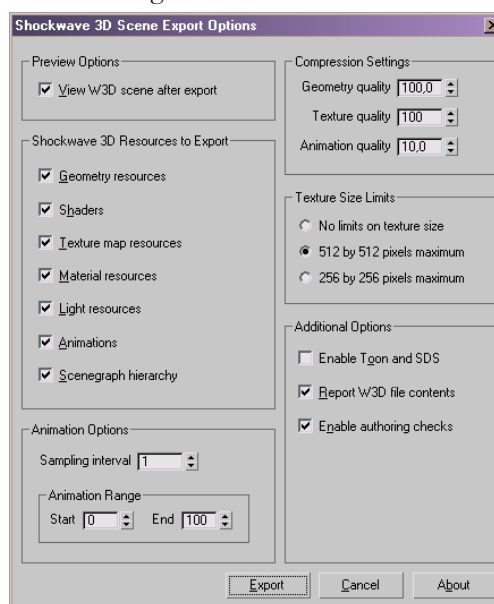 Shockwave 3D Scene Export Options
Preview Options
View W3D scene after export
Shockwave 3D Resources to Export
Geometry resources
Shaders
Texture map resources
Material resources
Light resources
Animations
Scenegraph hierarchy
Animation Options
Sampling interval 1
Animation Range
Start 0 End 100
Compression Settings
Geometry quality 100,0
Texture quality 100
Animation quality 10,0
Texture Size Limits
No limits on texture size
512 by 512 pixels maximum
256 by 256 pixels maximum
Additional Options
Enable Toon and SDS
Report W3D file contents
Enable authoring checks
Export Cancel About